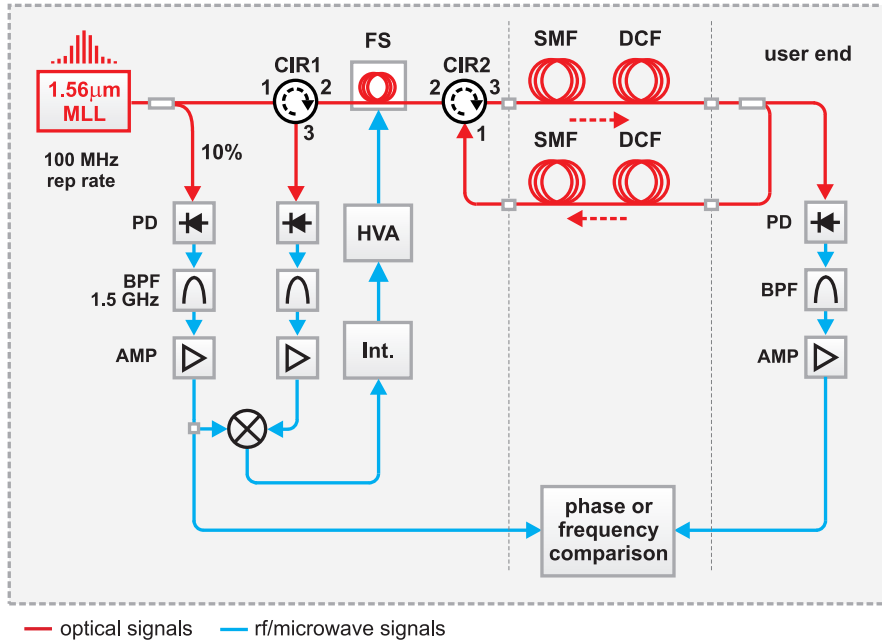 FS
SMF
DCF
user end
CIR1
CIR2
1
2
2
3
1.56μm
MLL
3
1
100 MHz
rep rate
10%
SMF
DCF
PD
HVA
PD
BPF
1.5 GHz
BPF
AMP
Int.
AMP
phase or
frequency
comparison
optical signals
rf/microwave signals